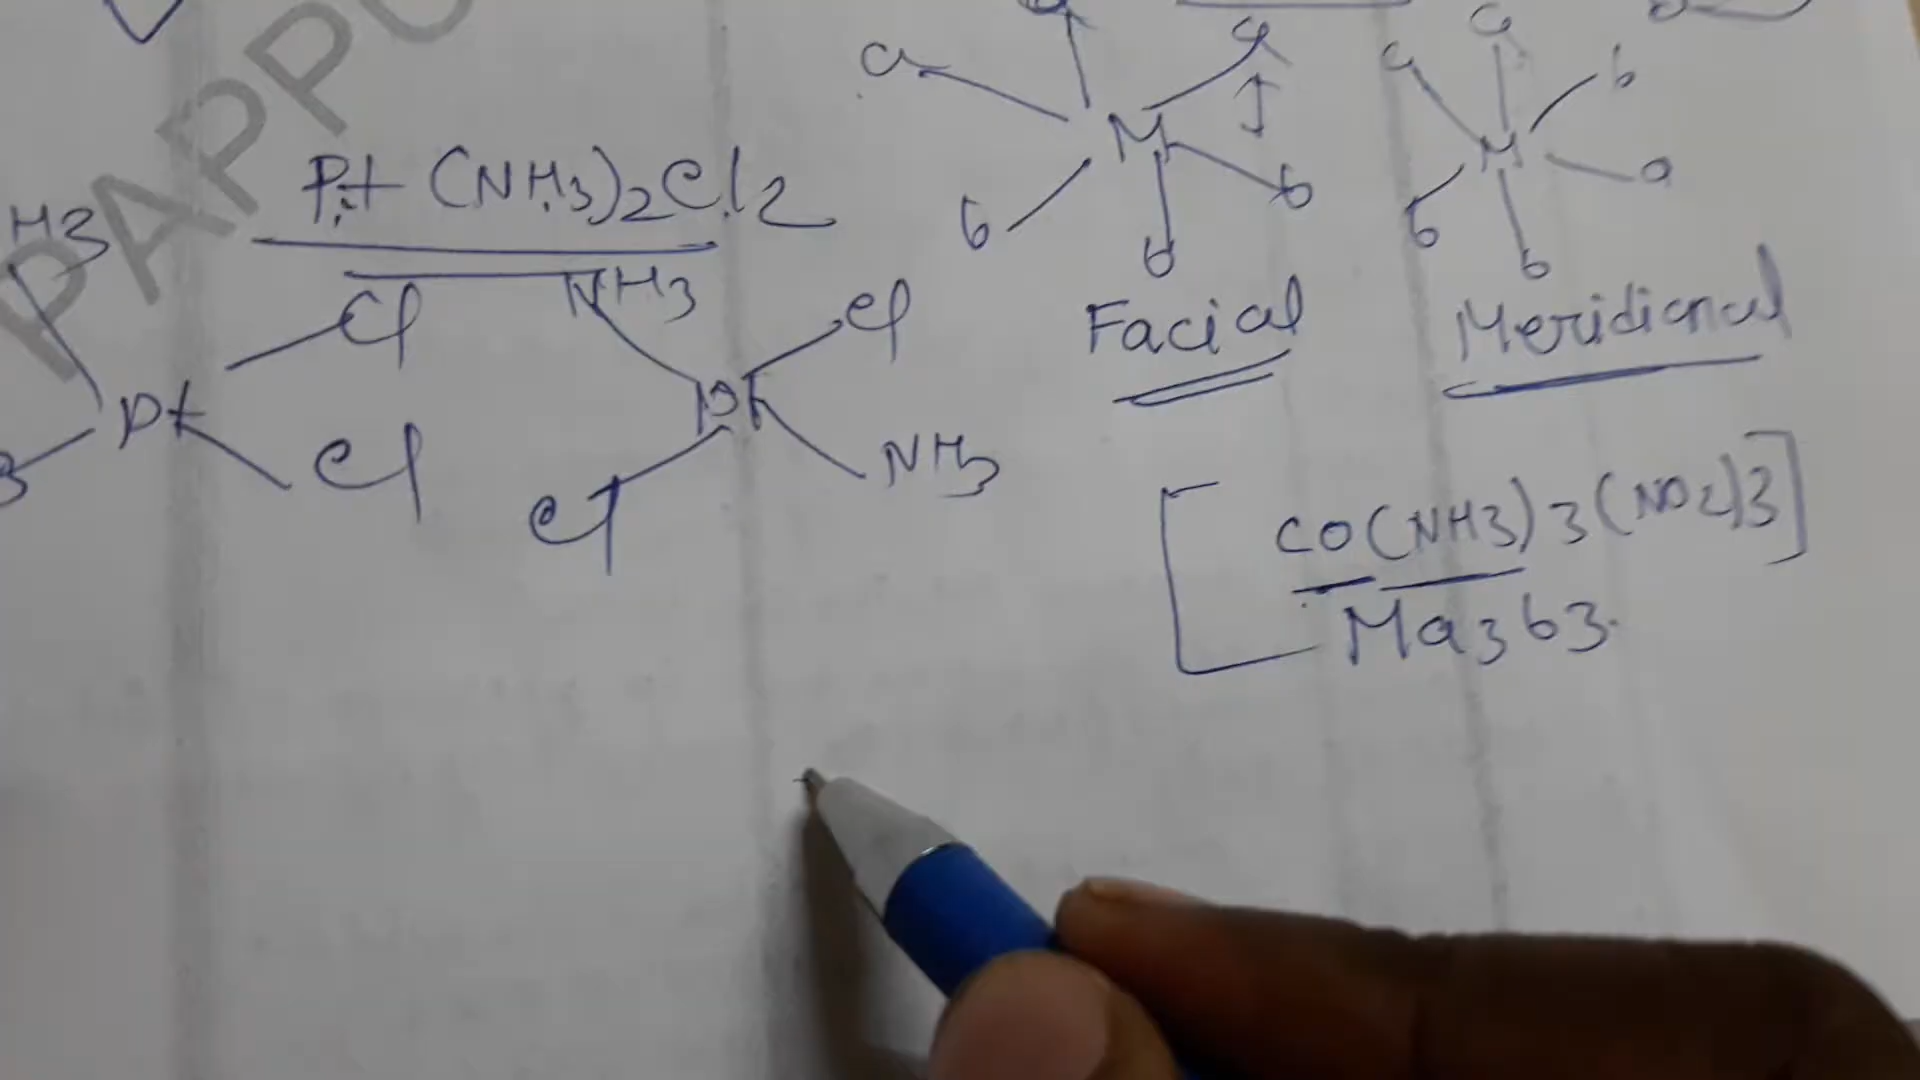 PAPPU
Pt (NH3)2Cl2
H3
Cl
Pt
Cl
3
NH3
Cl
Pt
Cl
NH3
a
a
M
b
b
b
Facial
a
a
b
M
b
a
b
Meridional
[CO(NH3)3(NO2)3]
Ma3b3.